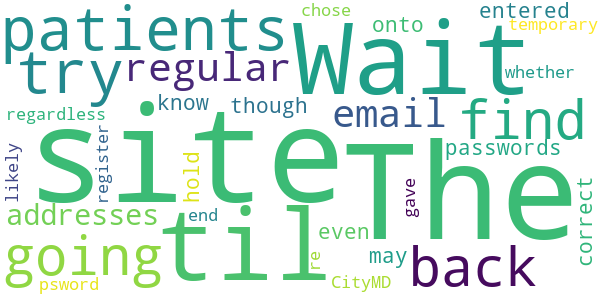 chose
entered
patients
Wait
onto
temporary
try
regular
whether
know
though
email
find
regardless
site
The
passwords
likely
register
hold
gave
correct
addresses
til
end
even
going
re
may
back
psword
CityMD